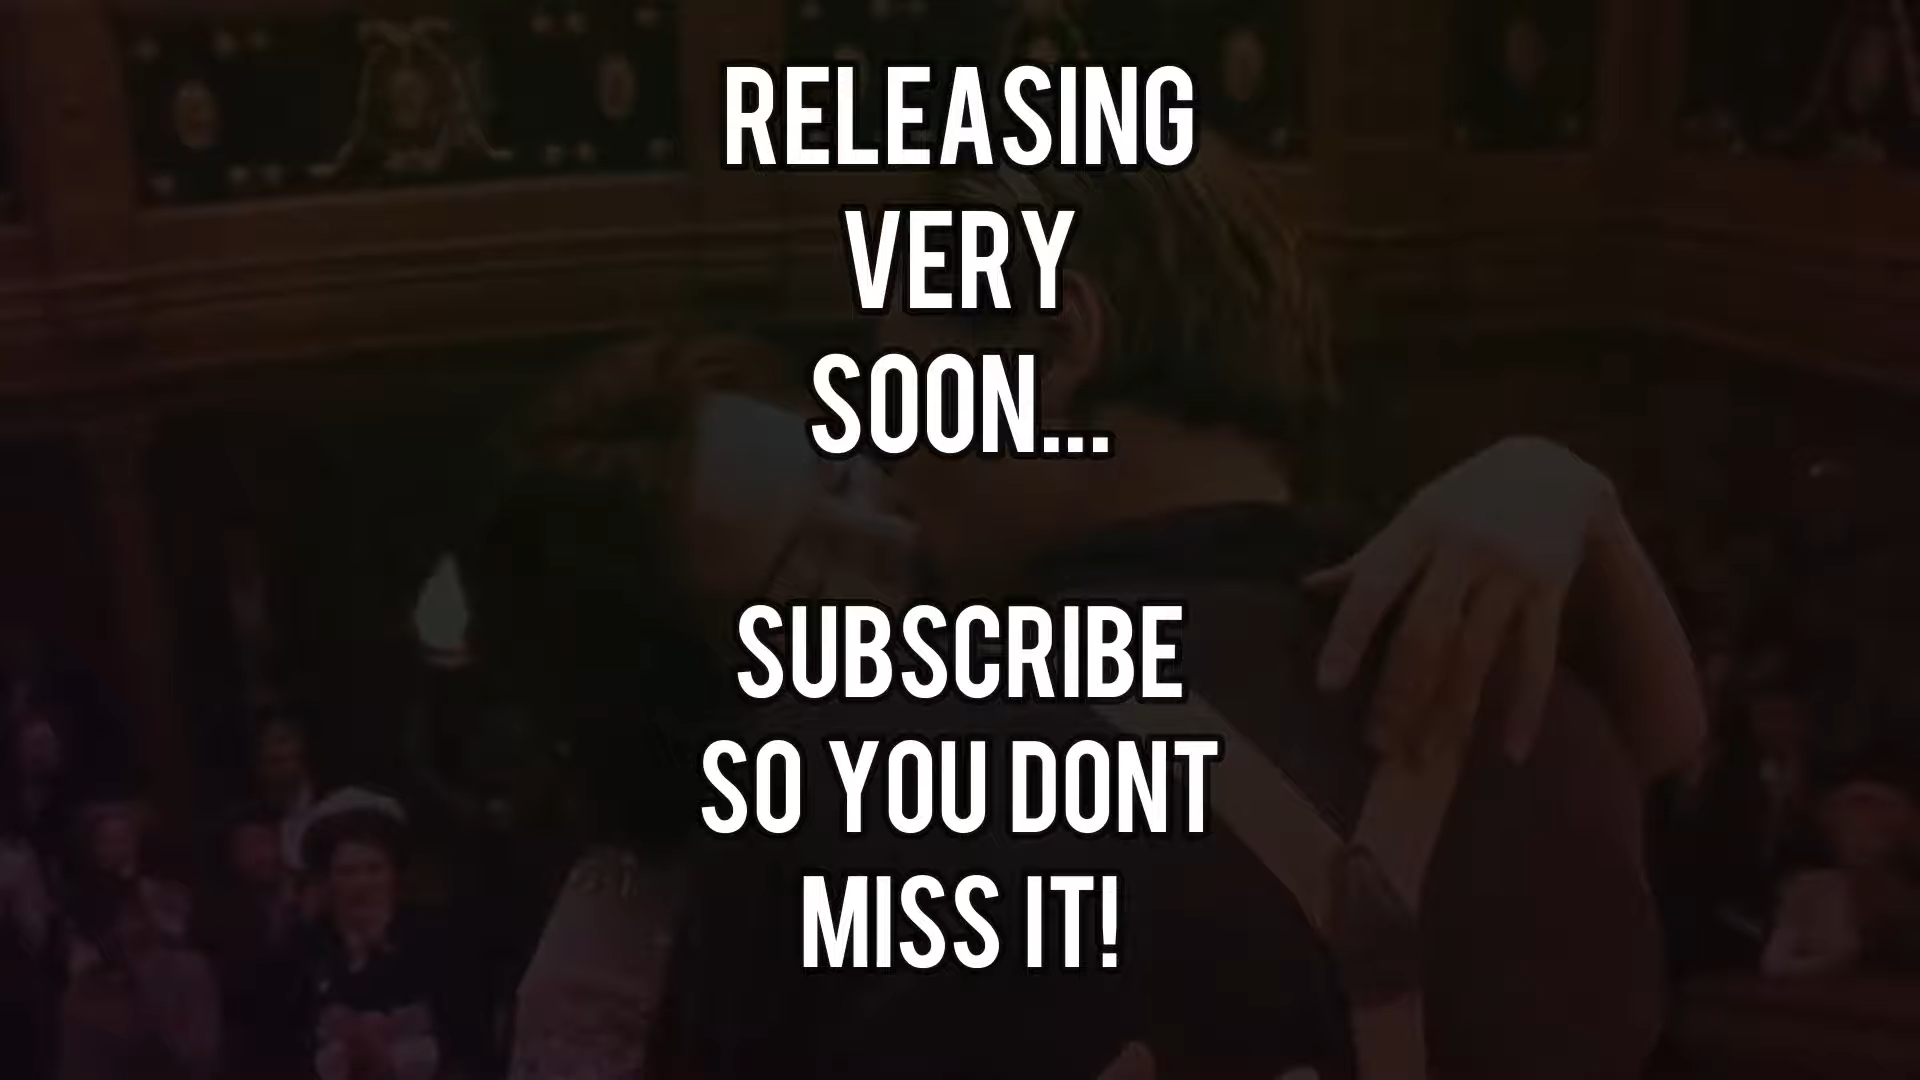 RELEASING
VERY
SOON...
SUBSCRIBE
SO YOU DONT
MISS IT!